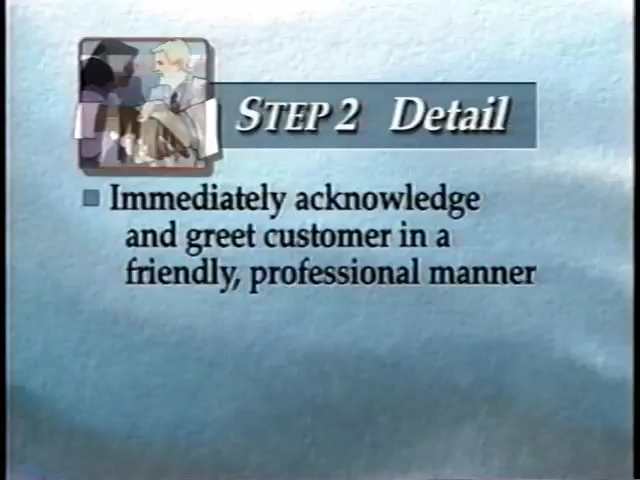 STEP 2 Detail
Immediately acknowledge
and greet customer in a
friendly, professional manner